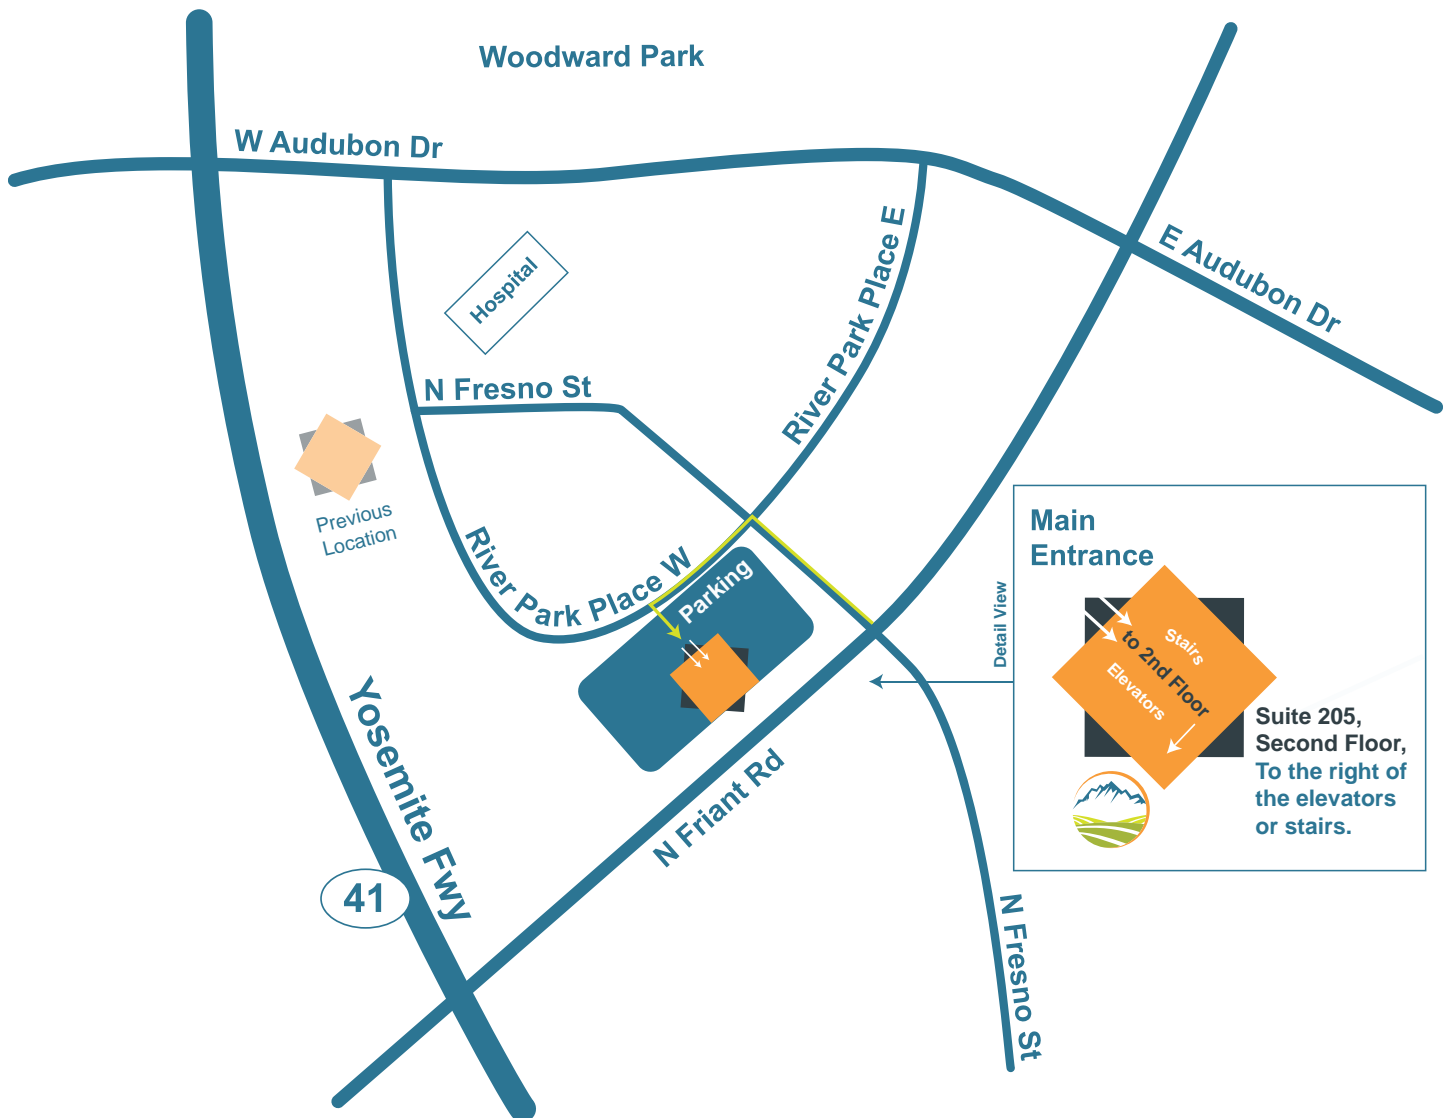 Woodward Park
W Audubon Dr
E Audubon Dr
River Park Place E
Hospital
N Fresno St
Previous
Location
River Park Place W
Parking
Yosemite Fwy
41
N Friant Rd
N Fresno St
Detail View
Main
Entrance
Stairs
to 2nd Floor
Elevators
Suite 205,
Second Floor,
To the right of
the elevators
or stairs.